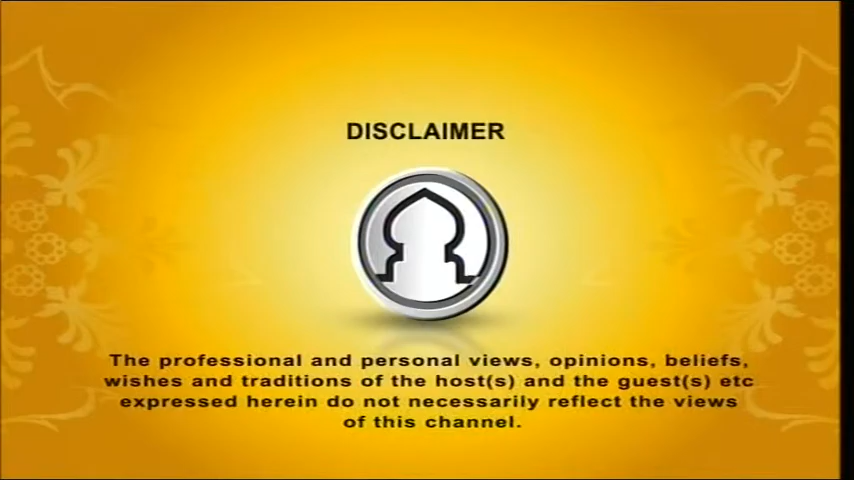 DISCLAIMER
The professional and personal views, opinions, beliefs,
wishes and traditions of the host(s) and the guest(s) etc
expressed herein do not necessarily reflect the views
of this channel.